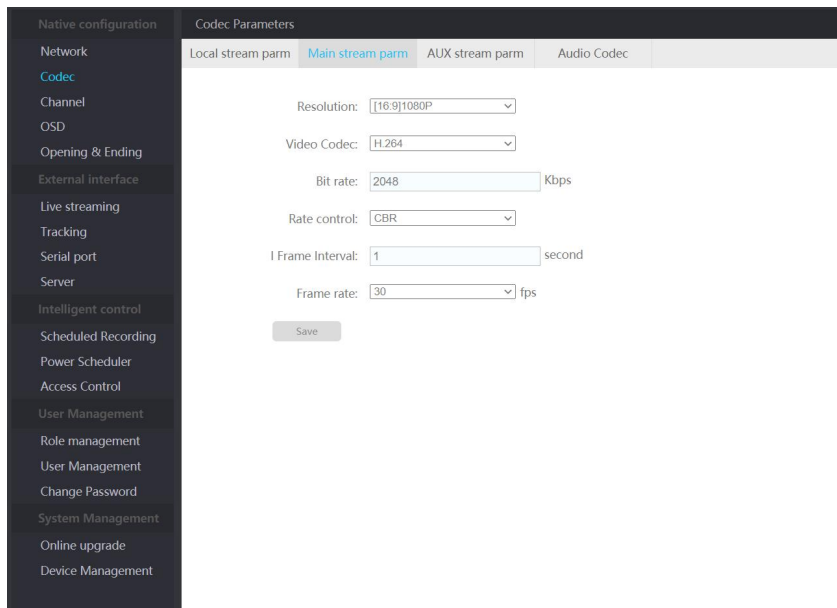 Native configuration
Network
Codec
Channel
OSD
Opening & Ending
External interface
Live streaming
Tracking
Serial port
Server
Intelligent control
Scheduled Recording
Power Scheduler
Access Control
User Management
Role management
User Management
Change Password
System Management
Online upgrade
Device Management
Codec Parameters
Local stream parm Main stream parm AUX stream parm Audio Codec
Resolution: [16:9]1080P
Video Codec: H.264
Bit rate: 2048 Kbps
Rate control: CBR
I Frame Interval: 1 second
Frame rate: 30 fps
Save